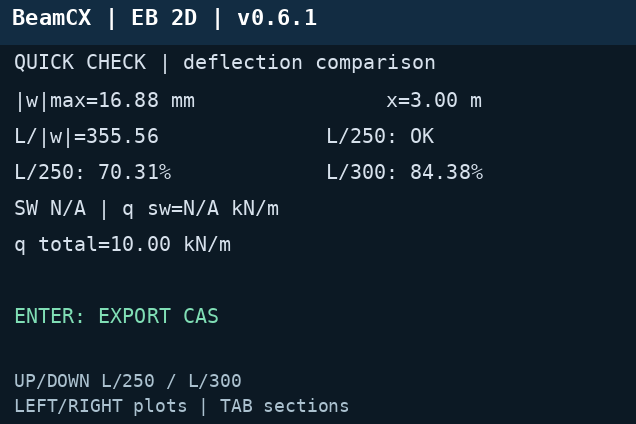 BeamCX | EB 2D | v0.6.1
QUICK CHECK | deflection comparison
|w|max=16.88 mm x=3.00 m
L/|w|=355.56 L/250: OK
L/250: 70.31% L/300: 84.38%
SW N/A | q sw=N/A kN/m
q total=10.00 kN/m
ENTER: EXPORT CAS
UP/DOWN L/250 / L/300
LEFT/RIGHT plots | TAB sections